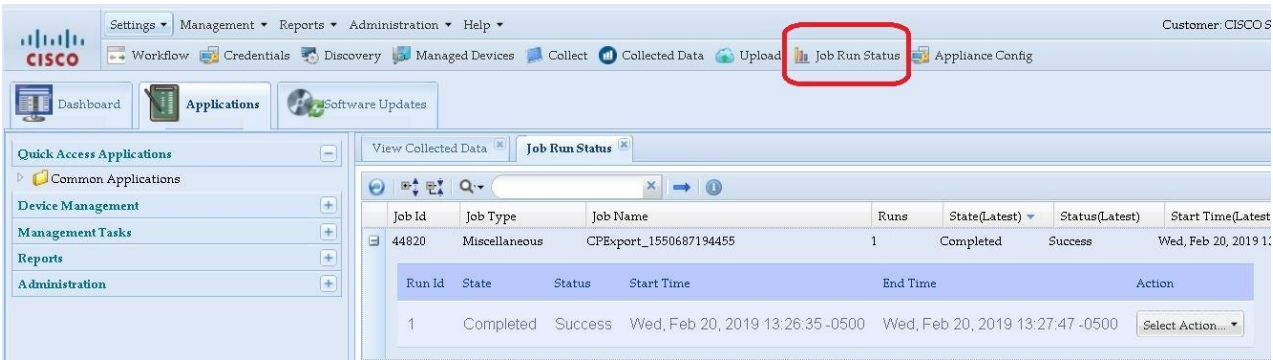 Settings Management Reports Administration Help
Customer: CISCO S
CISCO
Workflow Credentials Discovery Managed Devices Collect Collected Data Upload Job Run Status Appliance Config
Dashboard Applications Software Updates
Quick Access Applications
Common Applications
Device Management
Management Tasks
Reports
Administration
View Collected Data Job Run Status
Job Id Job Type Job Name Runs State(Latest) Status(Latest) Start Time(Latest
44820 Miscellaneous CPExport_1550687194455 1 Completed Success Wed, Feb 20, 2019 1
Run Id State Status Start Time End Time Action
1 Completed Success Wed, Feb 20, 2019 13:26:35 -0500 Wed, Feb 20, 2019 13:27:47 -0500 Select Action...